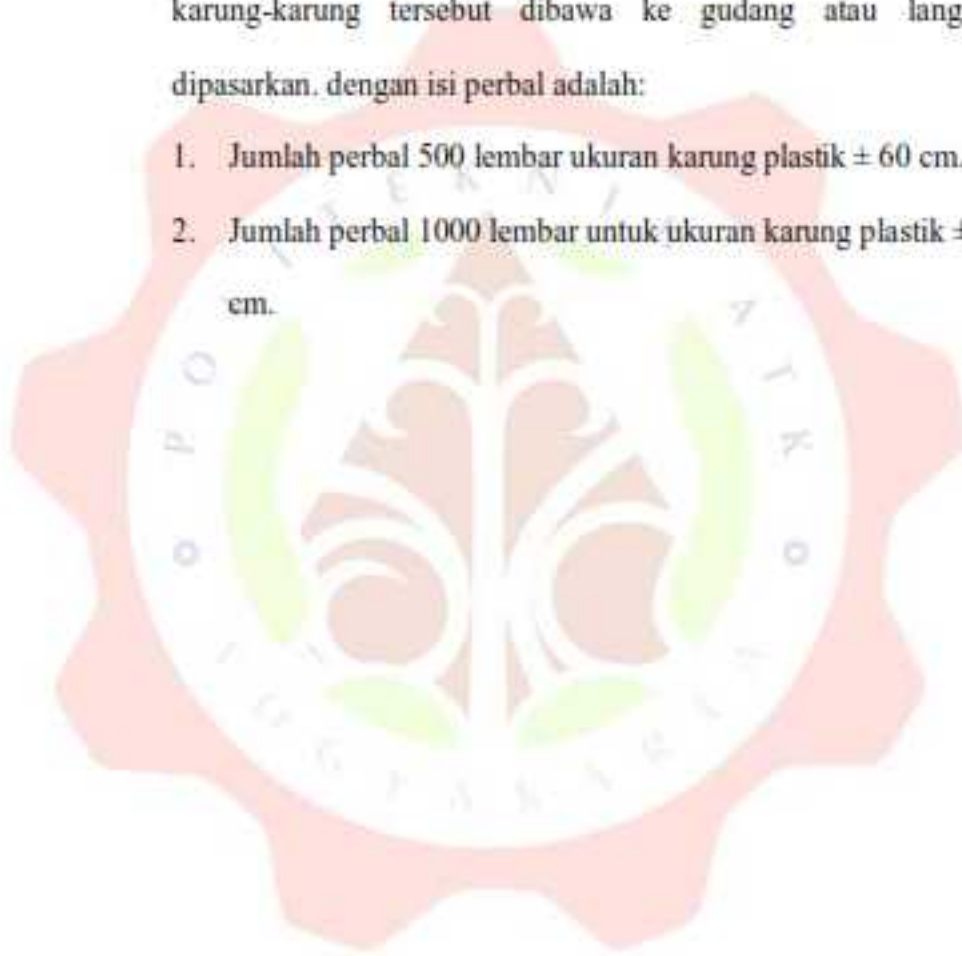 karung-karung tersebut dibawa ke gudang atau lang
dipasarkan. dengan isi perbal adalah:
1. Jumlah perbal 500 lembar ukuran karung plastik ± 60 cm.
2. Jumlah perbal 1000 lembar untuk ukuran karung plastik ±
cm.